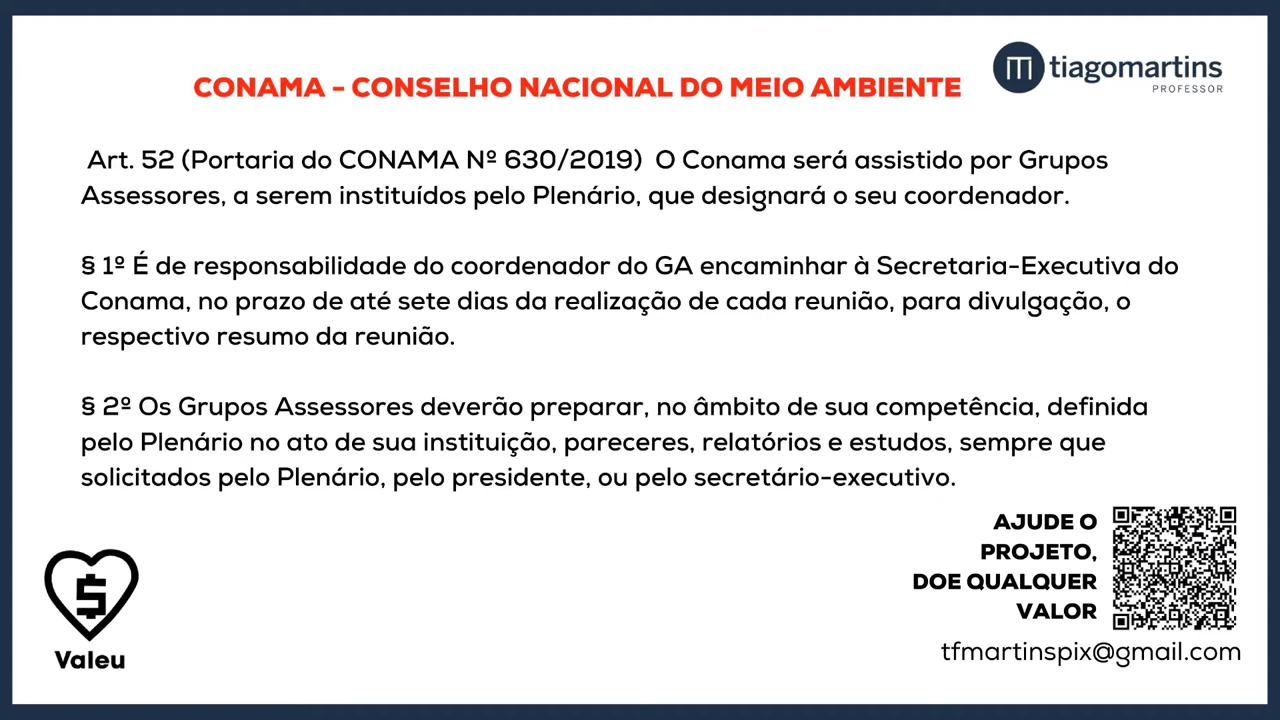 CONAMA - CONSELHO NACIONAL DO MEIO AMBIENTE
tiagomartins
PROFESSOR
Art. 52 (Portaria do CONAMA Nº 630/2019) O Conama será assistido por Grupos
Assessores, a serem instituídos pelo Plenário, que designará o seu coordenador.
§ 1º É de responsabilidade do coordenador do GA encaminhar à Secretaria-Executiva do
Conama, no prazo de até sete dias da realização de cada reunião, para divulgação, o
respectivo resumo da reunião.
§ 2º Os Grupos Assessores deverão preparar, no âmbito de sua competência, definida
pelo Plenário no ato de sua instituição, pareceres, relatórios e estudos, sempre que
solicitados pelo Plenário, pelo presidente, ou pelo secretário-executivo.
AJUDE O
PROJETO,
DOE QUALQUER
VALOR
tfmartinspix@gmail.com
$
Valeu